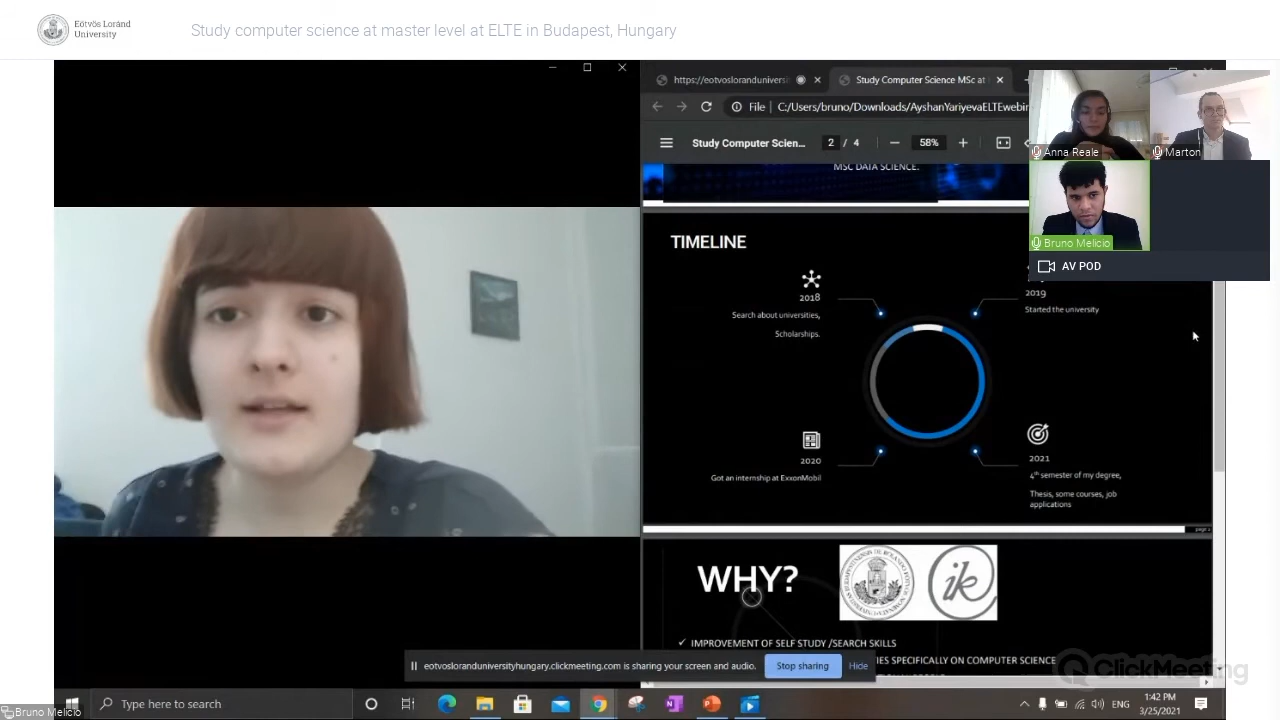 Eötvös Loránd
University
Study computer science at master level at ELTE in Budapest, Hungary
https://eotvosloranduniversi
Study Computer Science MSc at
File
C:/Users/bruno/Downloads/AyshanYariyevaELTEwebin
Study Computer Scien...
2 / 4
58%
MSC DATA SCIENCE.
Anna Reale
Marton
Bruno Melicio
AV POD
TIMELINE
2018
Search about universities,
Scholarships.
2019
Started the university
2020
Got an internship at ExxonMobil
2021
4th semester of my degree,
Thesis, some courses, job
applications
WHY?
ik
✓ IMPROVEMENT OF SELF STUDY /SEARCH SKILLS
IES SPECIFICALLY ON COMPUTER SCIENCE
eotvosloranduniversityhungary.clickmeeting.com is sharing your screen and audio.
Stop sharing
Hide
ClickMeeting
Type here to search
ENG
1:42 PM
3/25/2021
Bruno Melicio